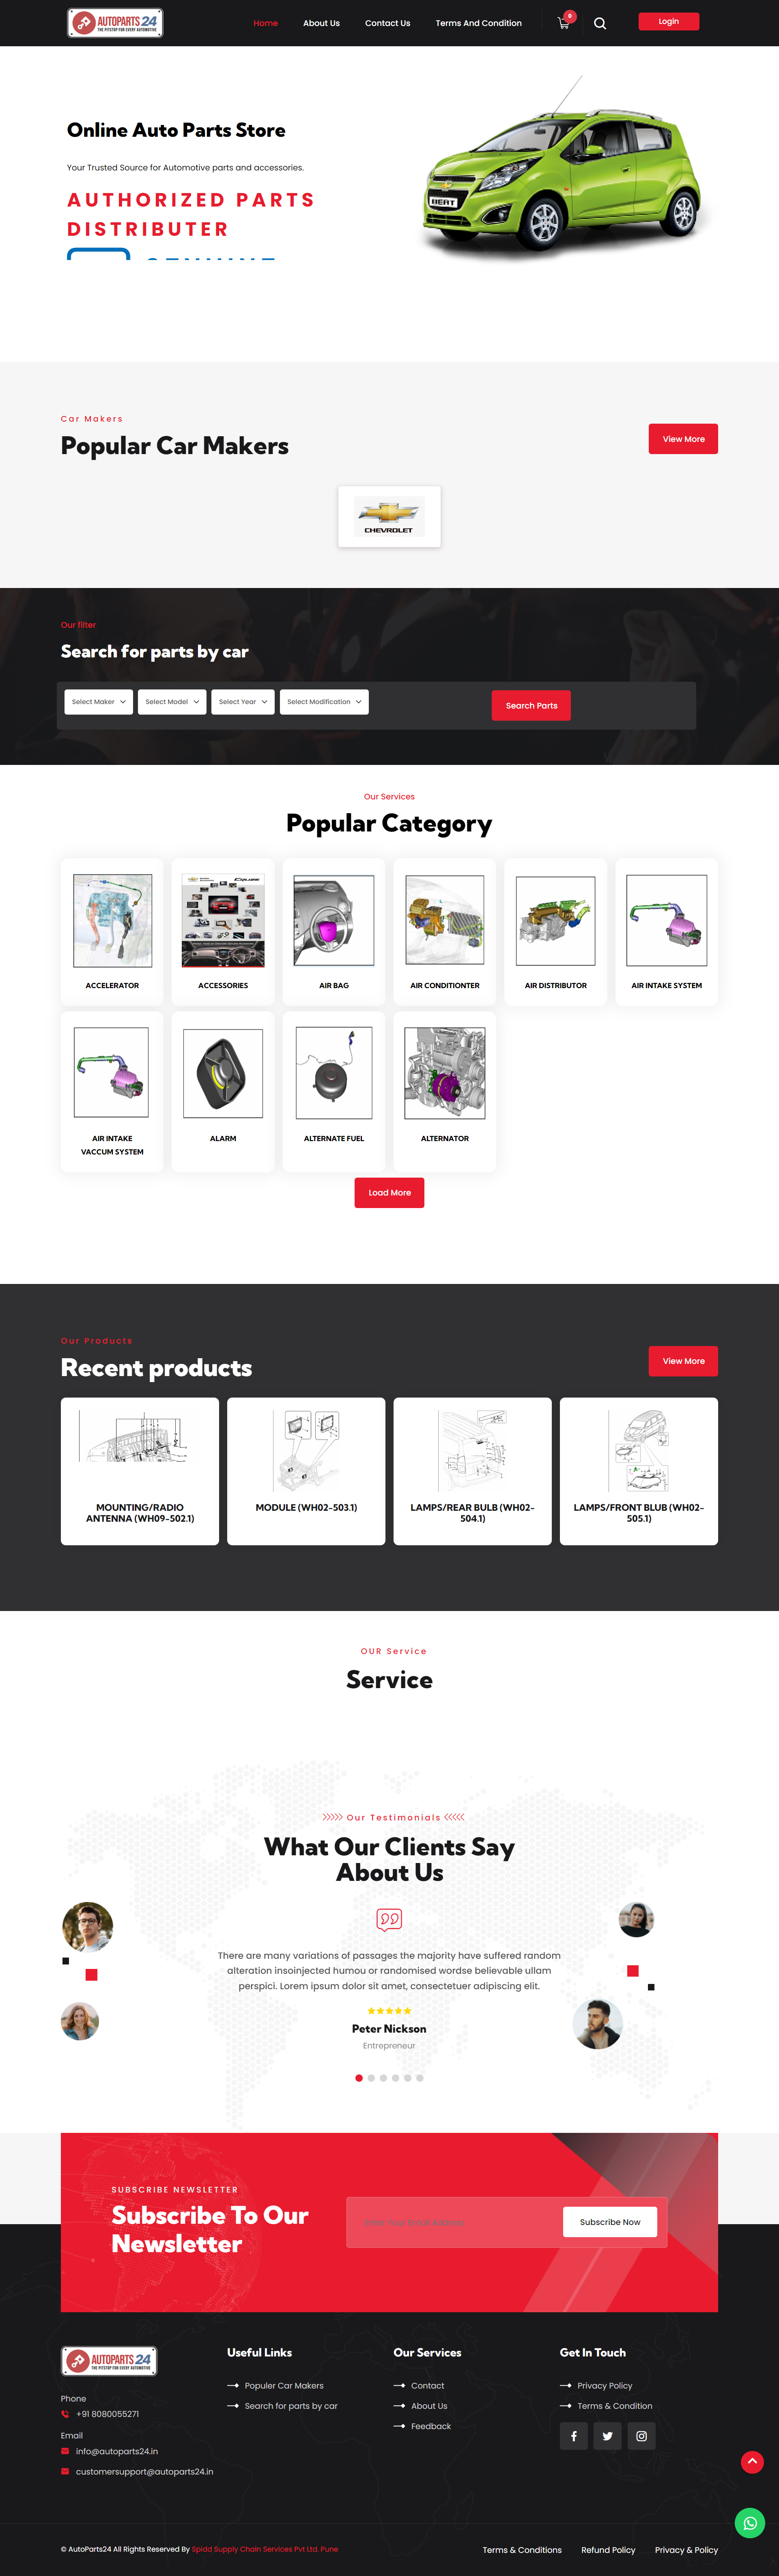 AUTOPARTS 24
THE PITSTOP FOR EVERY AUTOMOTIVE
Home
About Us
Contact Us
Terms And Condition
0
Login
Online Auto Parts Store
Your Trusted Source for Automotive parts and accessories.
AUTHORIZED PARTS
DISTRIBUTER
BEAT
Car Makers
Popular Car Makers
View More
CHEVROLET
Our filter
Search for parts by car
Select Maker
Select Model
Select Year
Select Modification
Search Parts
Our Services
Popular Category
ACCELERATOR
ACCESSORIES
AIR BAG
AIR CONDITIONTER
AIR DISTRIBUTOR
AIR INTAKE SYSTEM
AIR INTAKE
VACCUM SYSTEM
ALARM
ALTERNATE FUEL
ALTERNATOR
Load More
Our Products
Recent products
View More
MOUNTING/RADIO
ANTENNA (WH09-502.1)
MODULE (WH02-503.1)
LAMPS/REAR BULB (WH02-
504.1)
LAMPS/FRONT BLUB (WH02-
505.1)
OUR Service
Service
Our Testimonials
What Our Clients Say
About Us
There are many variations of passages the majority have suffered random
alteration insoinjected humou or randomised wordse believable ullam
perspici. Lorem ipsum dolor sit amet, consectetuer adipiscing elit.
Peter Nickson
Entrepreneur
SUBSCRIBE NEWSLETTER
Subscribe To Our
Newsletter
Subscribe Now
AUTOPARTS 24
THE PITSTOP FOR EVERY AUTOMOTIVE
Phone
+91 8080055271
Email
info@autoparts24.in
customersupport@autoparts24.in
Useful Links
Populer Car Makers
Search for parts by car
Our Services
Contact
About Us
Feedback
Get In Touch
Privacy Policy
Terms & Condition
© AutoParts24 All Rights Reserved By Spidd Supply Chain Services Pvt Ltd. Pune
Terms & Conditions
Refund Policy
Privacy & Policy